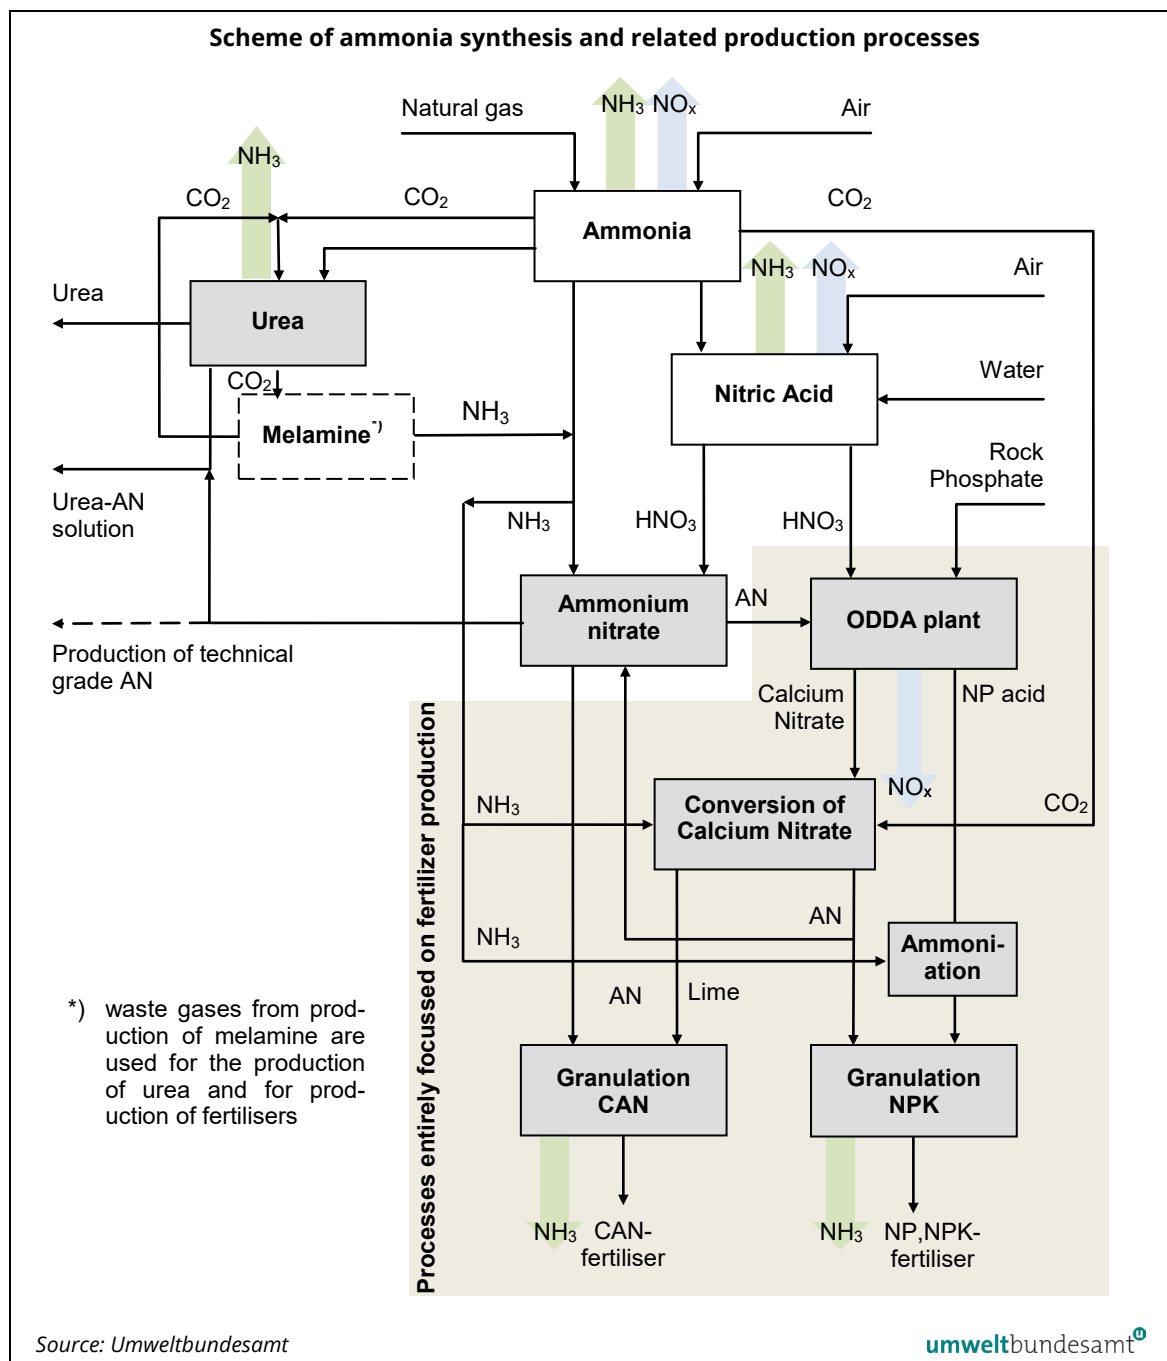 Scheme of ammonia synthesis and related production processes
Natural gas
NH₃
NOₓ
Air
NH₃
CO₂
CO₂
CO₂
Ammonia
NH₃
NOₓ
Air
Urea
Urea
Water
CO₂
Nitric Acid
Melamine*)
NH₃
Rock
Phosphate
Urea-AN
solution
NH₃
HNO₃
HNO₃
Ammonium
nitrate
AN
ODDA plant
Production of technical
grade AN
Calcium
Nitrate
NP acid
Processes entirely focussed on fertilizer production
NOₓ
NH₃
Conversion of
Calcium Nitrate
CO₂
AN
NH₃
Ammoni-
ation
AN
Lime
*) waste gases from prod-
uction of melamine are
used for the production
of urea and for pro-
duction of fertilisers
Granulation
CAN
Granulation
NPK
NH₃
CAN-
fertiliser
NH₃
NP,NPK-
fertiliser
Source: Umweltbundesamt
umweltbundesamt u